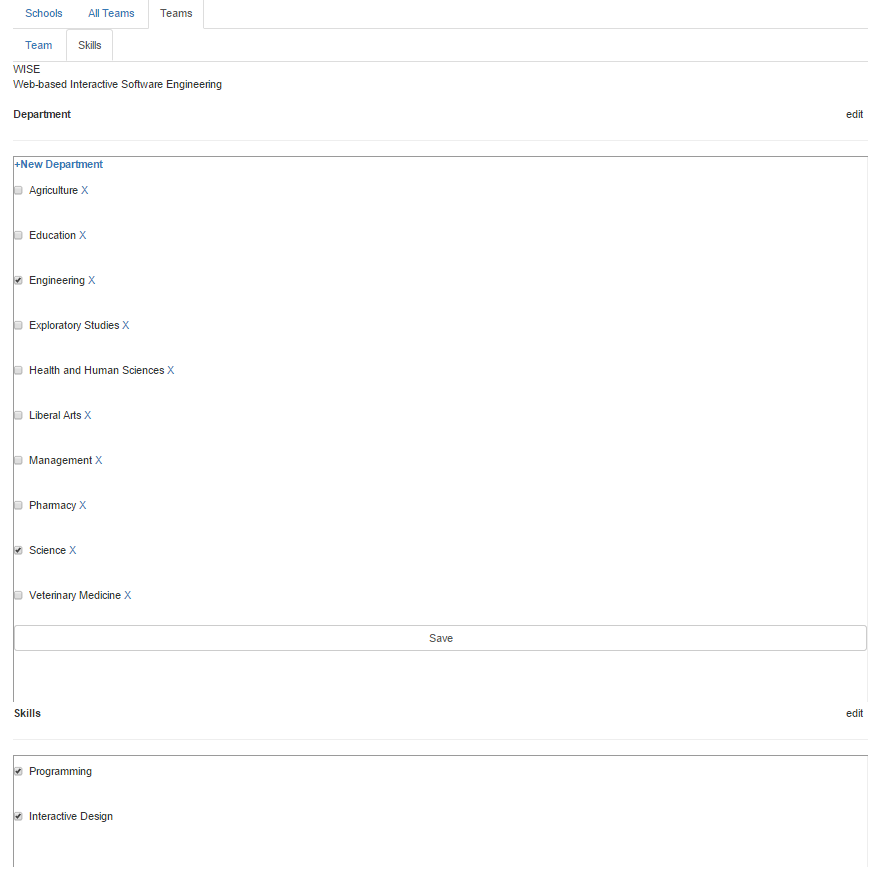 Schools All Teams Teams
Team Skills
WISE
Web-based Interactive Software Engineering
Department edit
+New Department
Agriculture X
Education X
Engineering X
Exploratory Studies X
Health and Human Sciences X
Liberal Arts X
Management X
Pharmacy X
Science X
Veterinary Medicine X
Save
Skills edit
Programming
Interactive Design